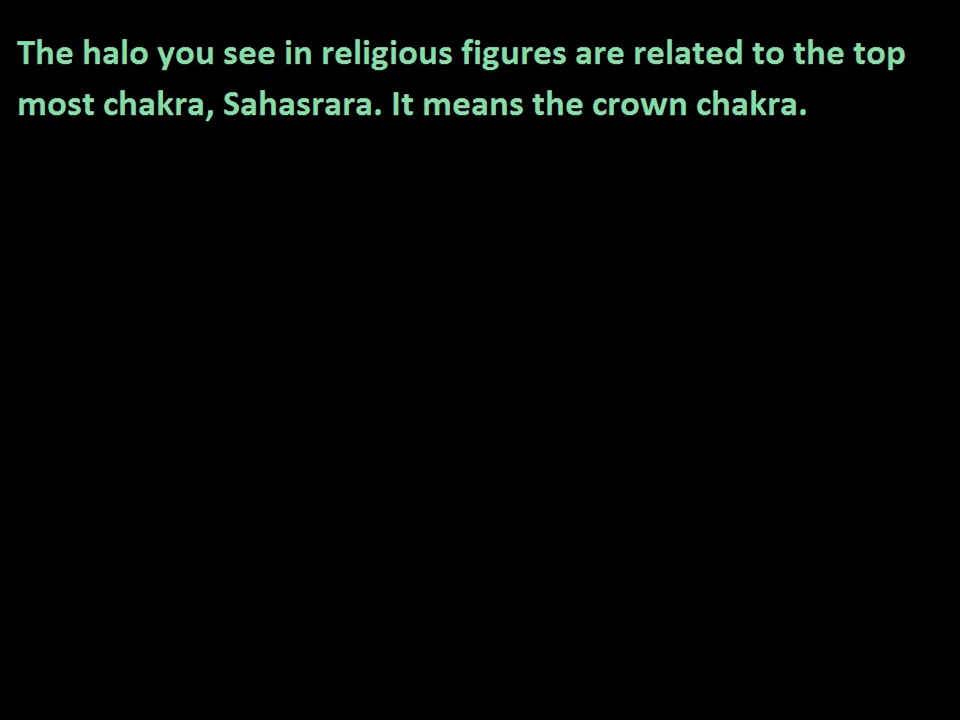 The halo you see in religious figures are related to the top
most chakra, Sahasrara. It means the crown chakra.